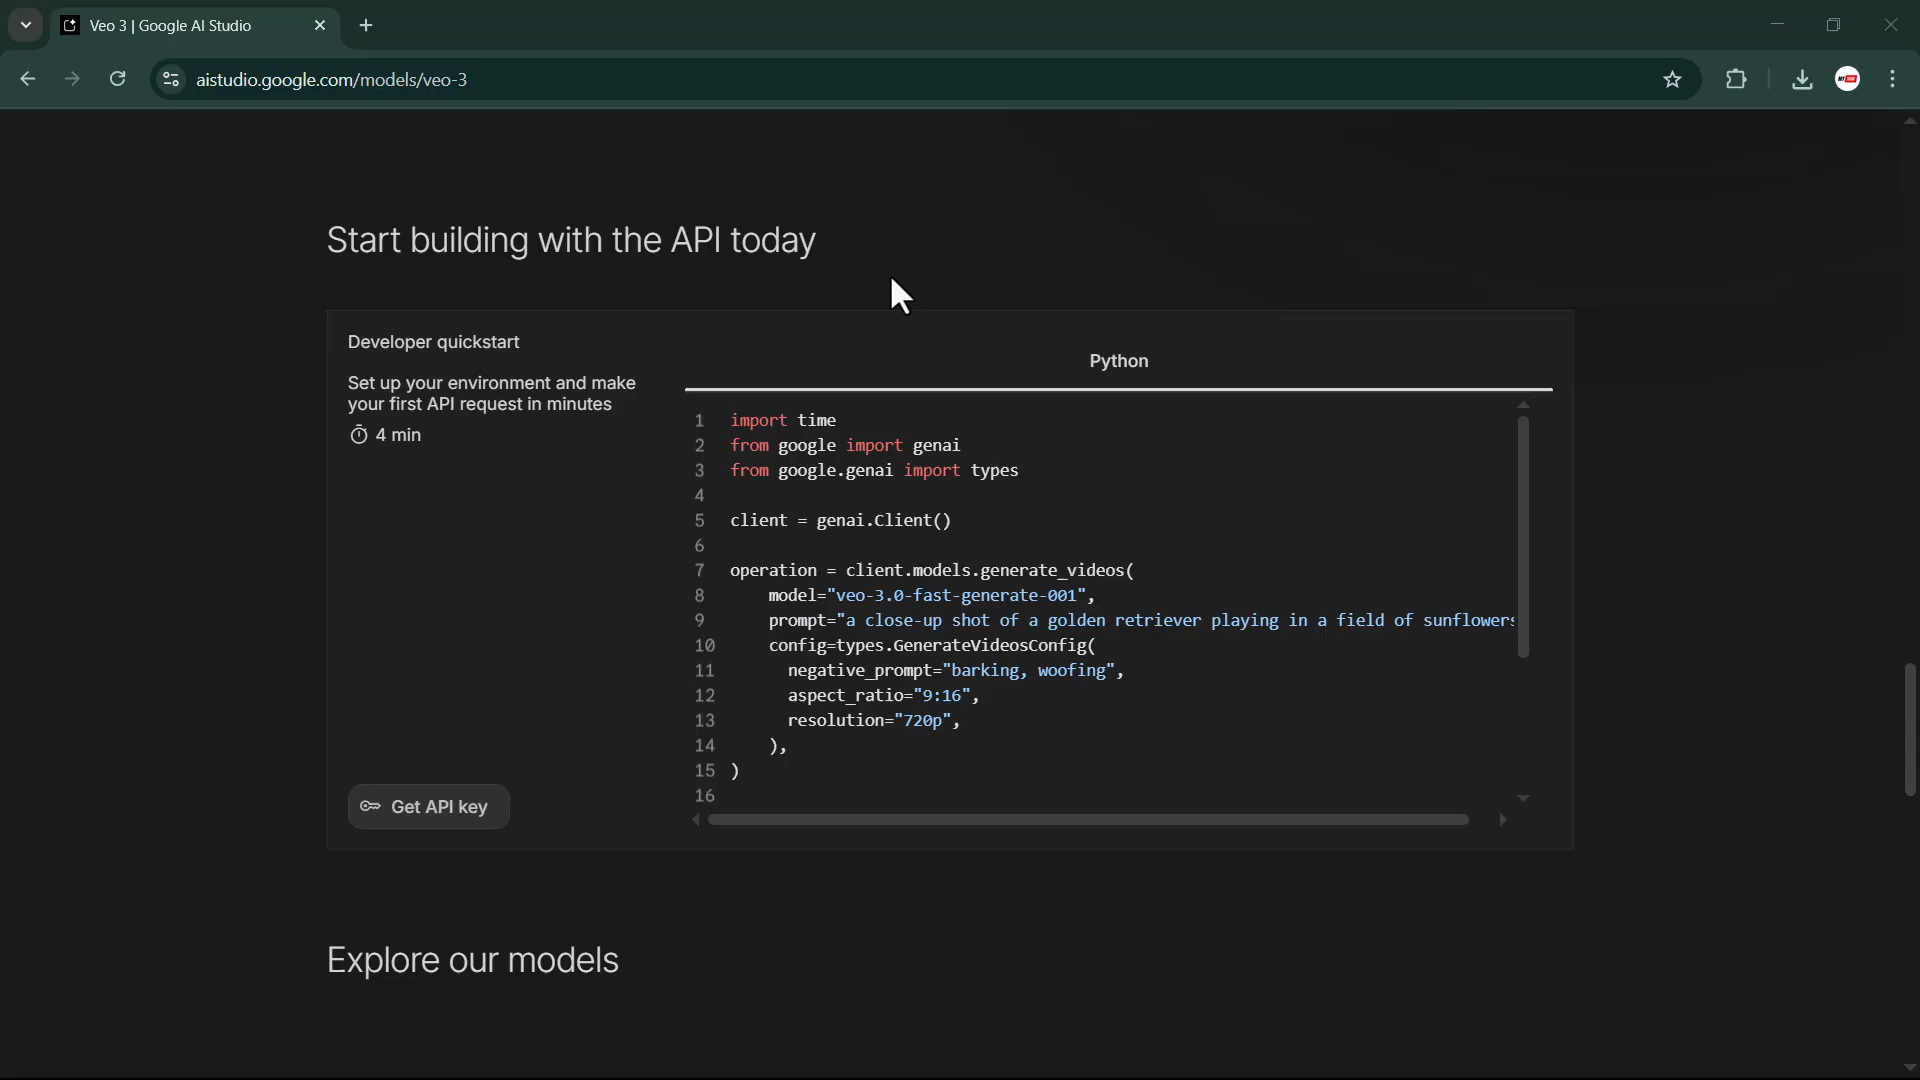 Veo 3 | Google AI Studio
aistudio.google.com/models/veo-3
Start building with the API today
Developer quickstart
Set up your environment and make
your first API request in minutes
4 min
Get API key
Python
1 import time
2 from google import genai
3 from google.genai import types
4
5 client = genai.Client()
6
7 operation = client.models.generate_videos(
8 model="veo-3.0-fast-generate-001",
9 prompt="a close-up shot of a golden retriever playing in a field of sunflowers
10 config=types.GenerateVideosConfig(
11 negative_prompt="barking, woofing",
12 aspect_ratio="9:16",
13 resolution="720p",
14 ),
15 )
16
Explore our models